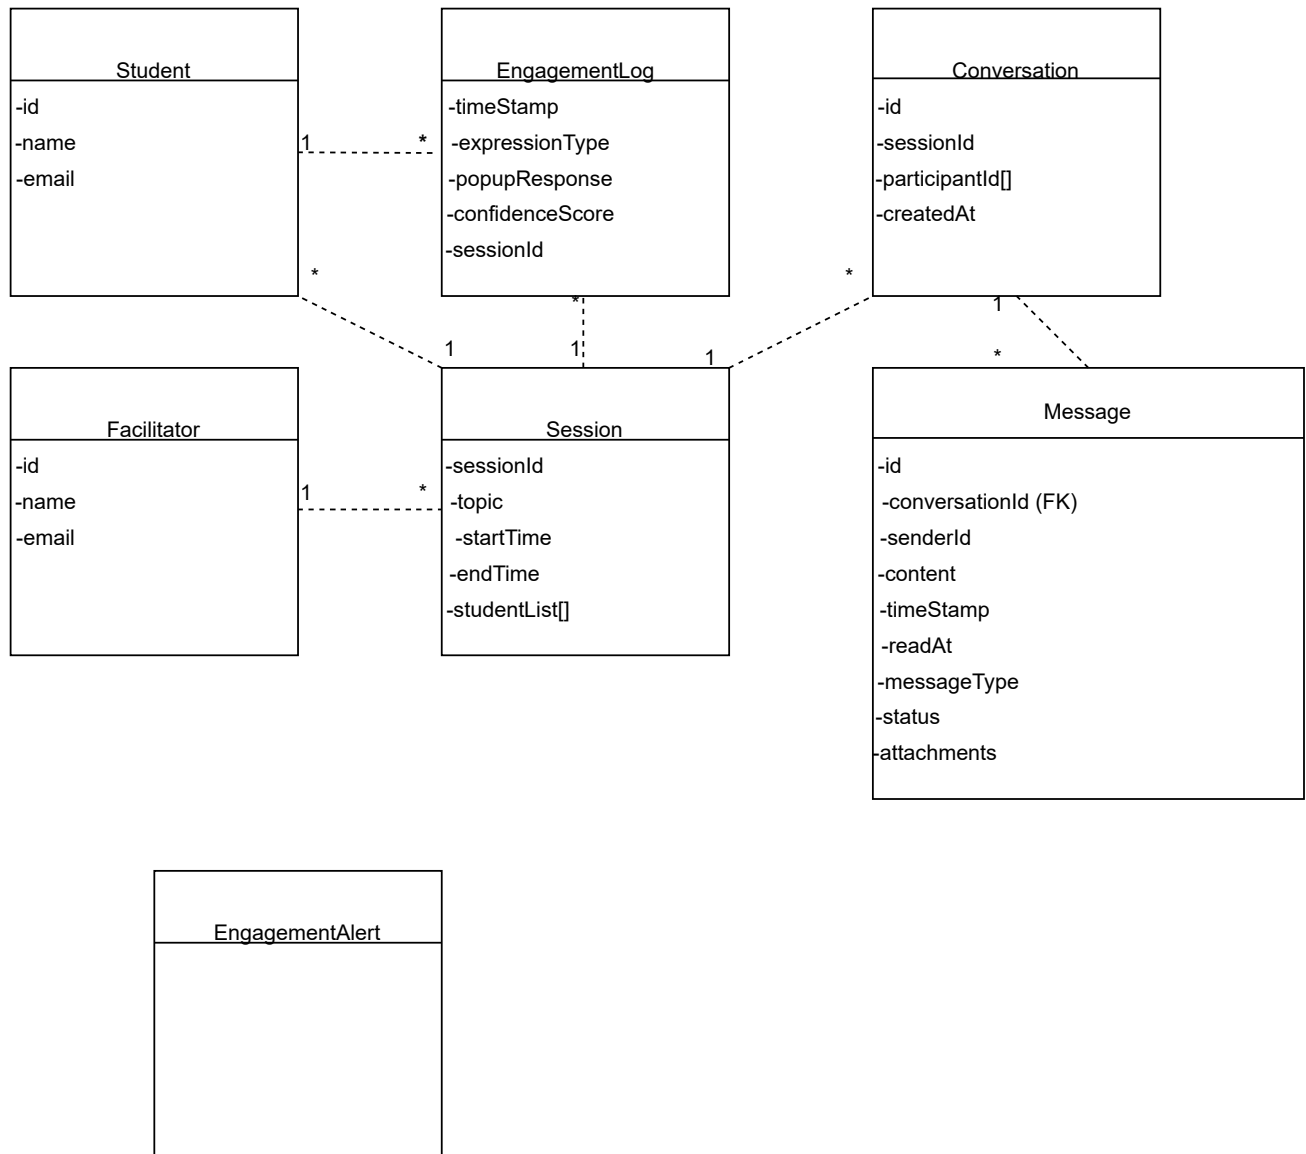 Student
-id
-name
-email
1
*
EngagementLog
-timeStamp
-expressionType
-popupResponse
-confidenceScore
-sessionId
Conversation
-id
-sessionId
-participantId[]
-createdAt
*
1
*
1
*
1
1
*
Facilitator
-id
-name
-email
1
*
Session
-sessionId
-topic
-startTime
-endTime
-studentList[]
Message
-id
-conversationId (FK)
-senderId
-content
-timeStamp
-readAt
-messageType
-status
-attachments
EngagementAlert